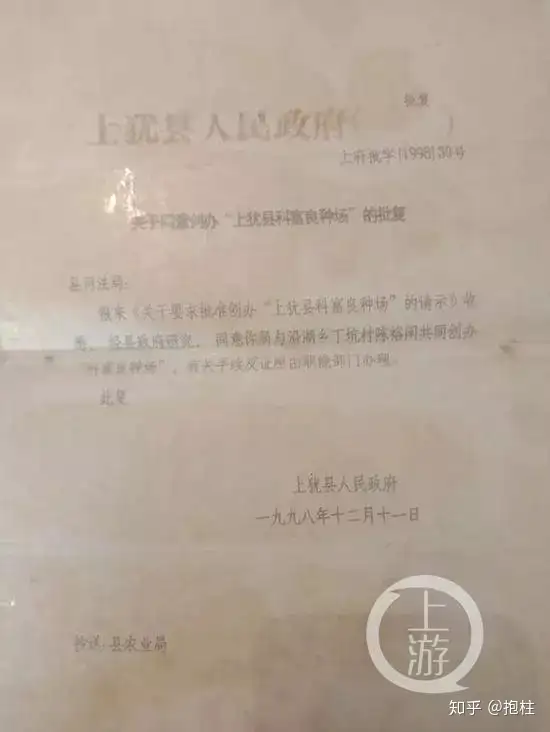 批复
上犹县人民政府( )
上府批字[1998]30号
关于同意创办“上犹县科富良种场”的批复
县司法局:
报来《关于要求批准创办“上犹县科富良种场”的请示》收
悉。经县政府研究,同意你局与沿湖乡丁坑村陈裕闲共同创办
良种场”,有关手续及证照由职能部门办理。
此复
上犹县人民政府
一九九八年十二月十一日
抄送:县农业局
上游
知乎 @抱柱